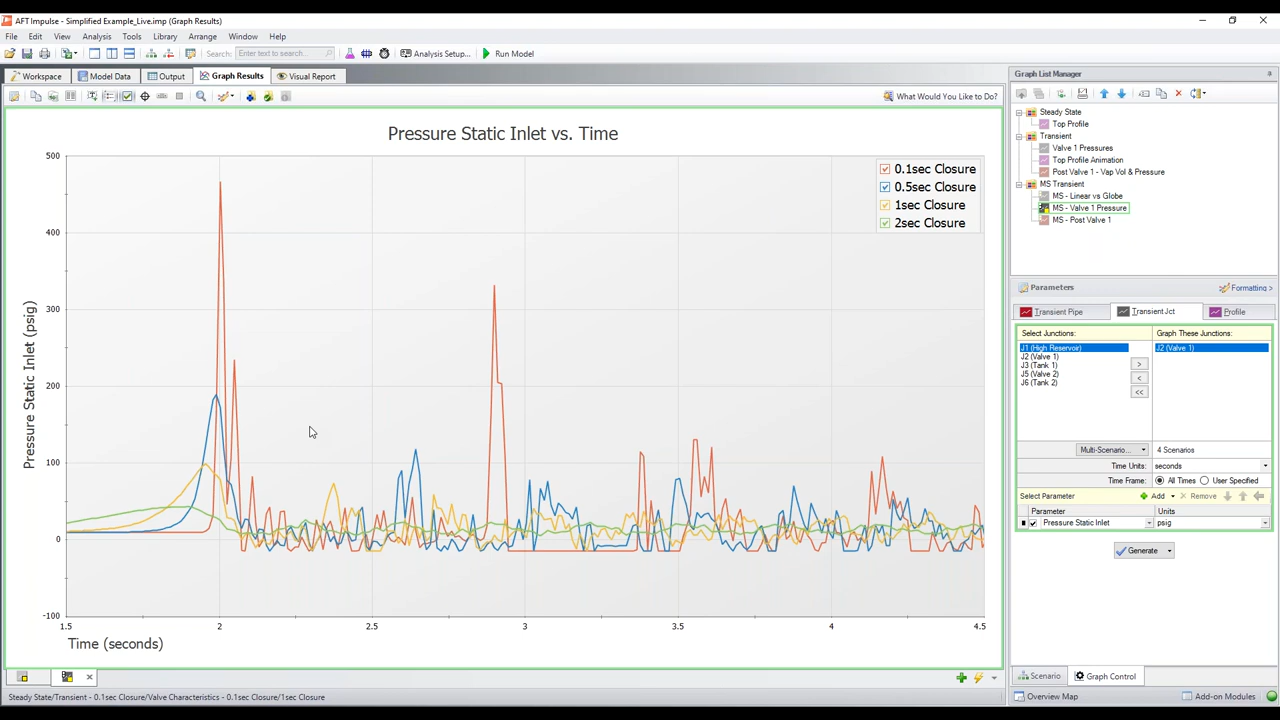 AFT Impulse - Simplified Example_Live.imp (Graph Results)
File Edit View Analysis Tools Library Arrange Window Help
Search: Enter text to search... Analysis Setup... Run Model
Workspace Model Data Output Graph Results Visual Report
What Would You Like to Do?
Pressure Static Inlet vs. Time
500
400
300
200
100
0
-100
Pressure Static Inlet (psig)
0.1sec Closure
0.5sec Closure
1sec Closure
2sec Closure
1.5 2 2.5 3 3.5 4 4.5
Time (seconds)
Steady State/Transient - 0.1sec Closure/Valve Characteristics - 0.1sec Closure/1sec Closure
Graph List Manager
Steady State
Top Profile
Transient
Valve 1 Pressures
Top Profile Animation
Post Valve 1 - Vap Vol & Pressure
MS Transient
MS - Linear vs Globe
MS - Valve 1 Pressure
MS - Post Valve 1
Parameters Formatting >
Transient Pipe Transient Jct Profile
Select Junctions: Graph These Junctions:
J1 (High Reservoir) J2 (Valve 1)
J2 (Valve 1)
J3 (Tank 1)
J5 (Valve 2)
J6 (Tank 2)
>
<
<<
Multi-Scenario... 4 Scenarios
Time Units: seconds
Time Frame: All Times User Specified
Select Parameter Add Remove
Parameter Units
Pressure Static Inlet psig
Generate
Scenario Graph Control
Overview Map Add-on Modules